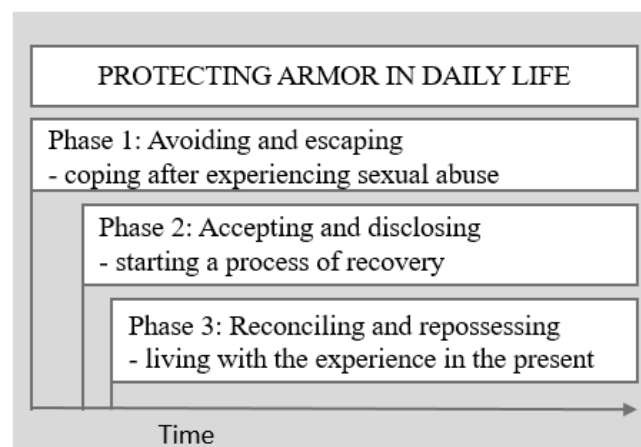 PROTECTING ARMOR IN DAILY LIFE
Phase 1: Avoiding and escaping
- coping after experiencing sexual abuse
Phase 2: Accepting and disclosing
- starting a process of recovery
Phase 3: Reconciling and repossessing
- living with the experience in the present
Time